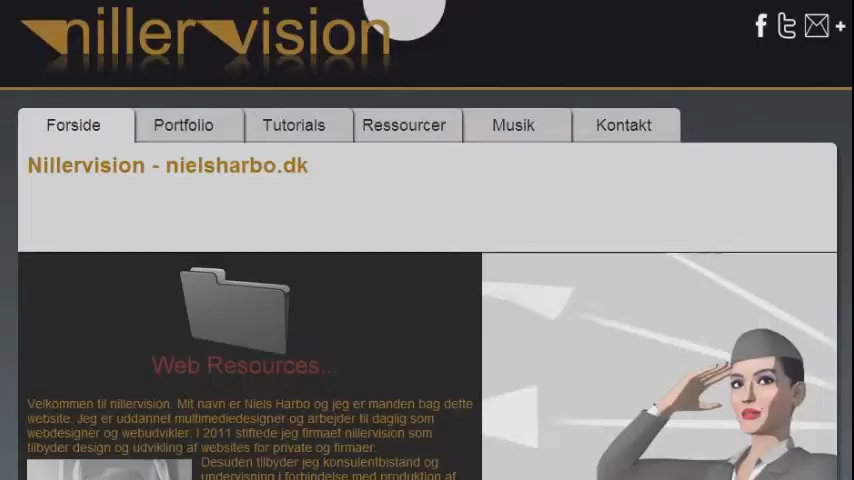 niller vision
Forside
Portfolio
Tutorials
Ressourcer
Musik
Kontakt
Nillervision - nielsharbo.dk
Web Resources...
Velkommen til nillervision. Mit navn er Niels Harbo og jeg er manden bag dette
website. Jeg er uddannet multimediedesigner og arbejder til daglig som
webdesigner og webudvikler. I 2011 stiftede jeg firmaet nillervision som
tilbyder design og udvikling af websites for private og firmaer.
Desuden tilbyder jeg konsulentbistand og
undervisning i forbindelse med produktion af